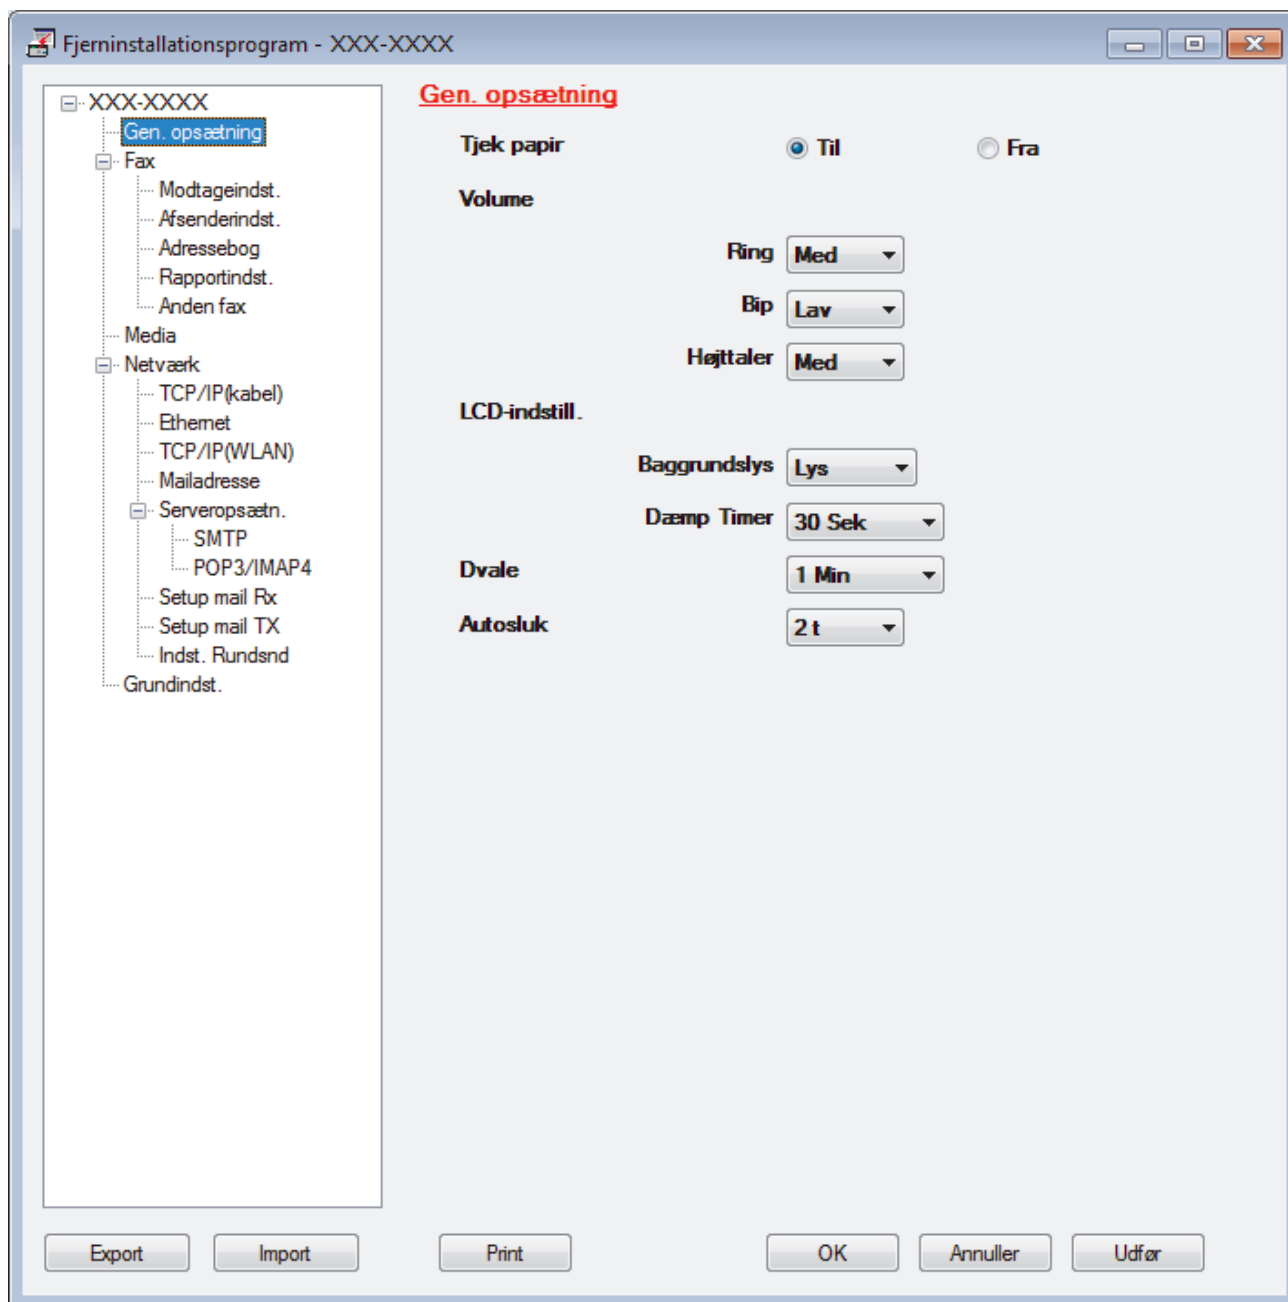 Fjerninstallationsprogram - XXX-XXXX
XXX-XXXX
Gen. opsætning
Fax
Modtageindst.
Afsenderindst.
Adressebog
Rapportindst.
Anden fax
Media
Netværk
TCP/IP(kabel)
Ethernet
TCP/IP(WLAN)
Mailadresse
Serveropsætn.
SMTP
POP3/IMAP4
Setup mail Rx
Setup mail TX
Indst. Rundsnd
Grundindst.
Gen. opsætning
Tjek papir Til Fra
Volume
Ring Med
Bip Lav
Højttaler Med
LCD-indstill.
Baggrundslys Lys
Dæmp Timer 30 Sek
Dvale 1 Min
Autosluk 2 t
Export Import Print OK Annuller Udfør